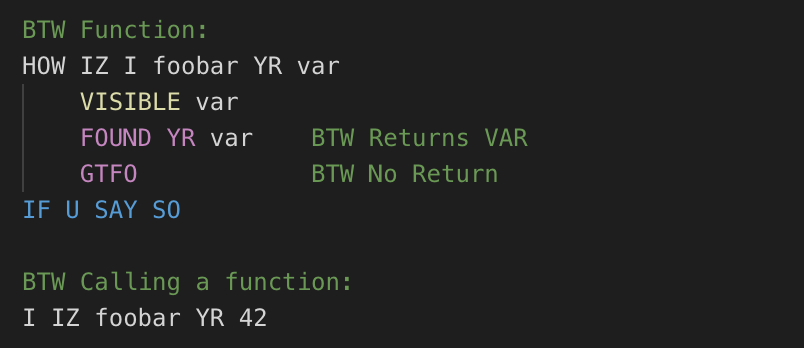 BTW Function:
HOW IZ I foobar YR var
VISIBLE var
FOUND YR var    BTW Returns VAR
GTFO            BTW No Return
IF U SAY SO
BTW Calling a function:
I IZ foobar YR 42